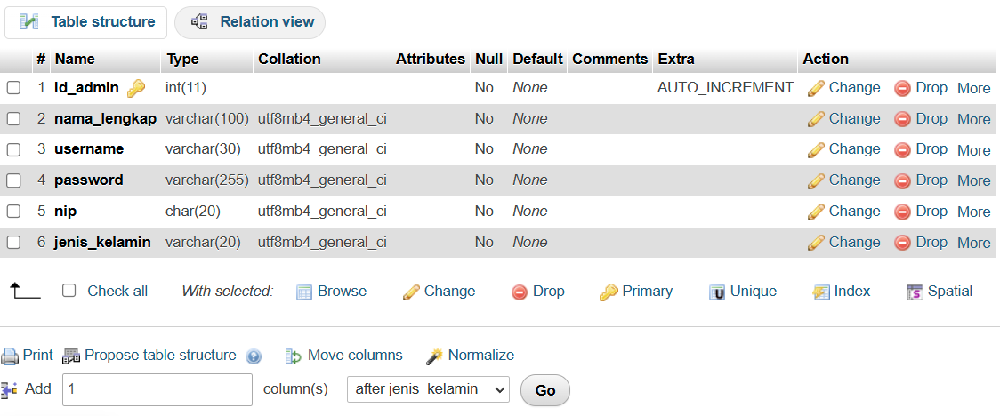 Table structure Relation view
# Name Type Collation Attributes Null Default Comments Extra Action
1 id_admin int(11) No None AUTO_INCREMENT Change Drop More
2 nama_lengkap varchar(100) utf8mb4_general_ci No None Change Drop More
3 username varchar(30) utf8mb4_general_ci No None Change Drop More
4 password varchar(255) utf8mb4_general_ci No None Change Drop More
5 nip char(20) utf8mb4_general_ci No None Change Drop More
6 jenis_kelamin varchar(20) utf8mb4_general_ci No None Change Drop More
Check all With selected: Browse Change Drop Primary Unique Index Spatial
Print Propose table structure Move columns Normalize
Add 1 column(s) after jenis_kelamin Go